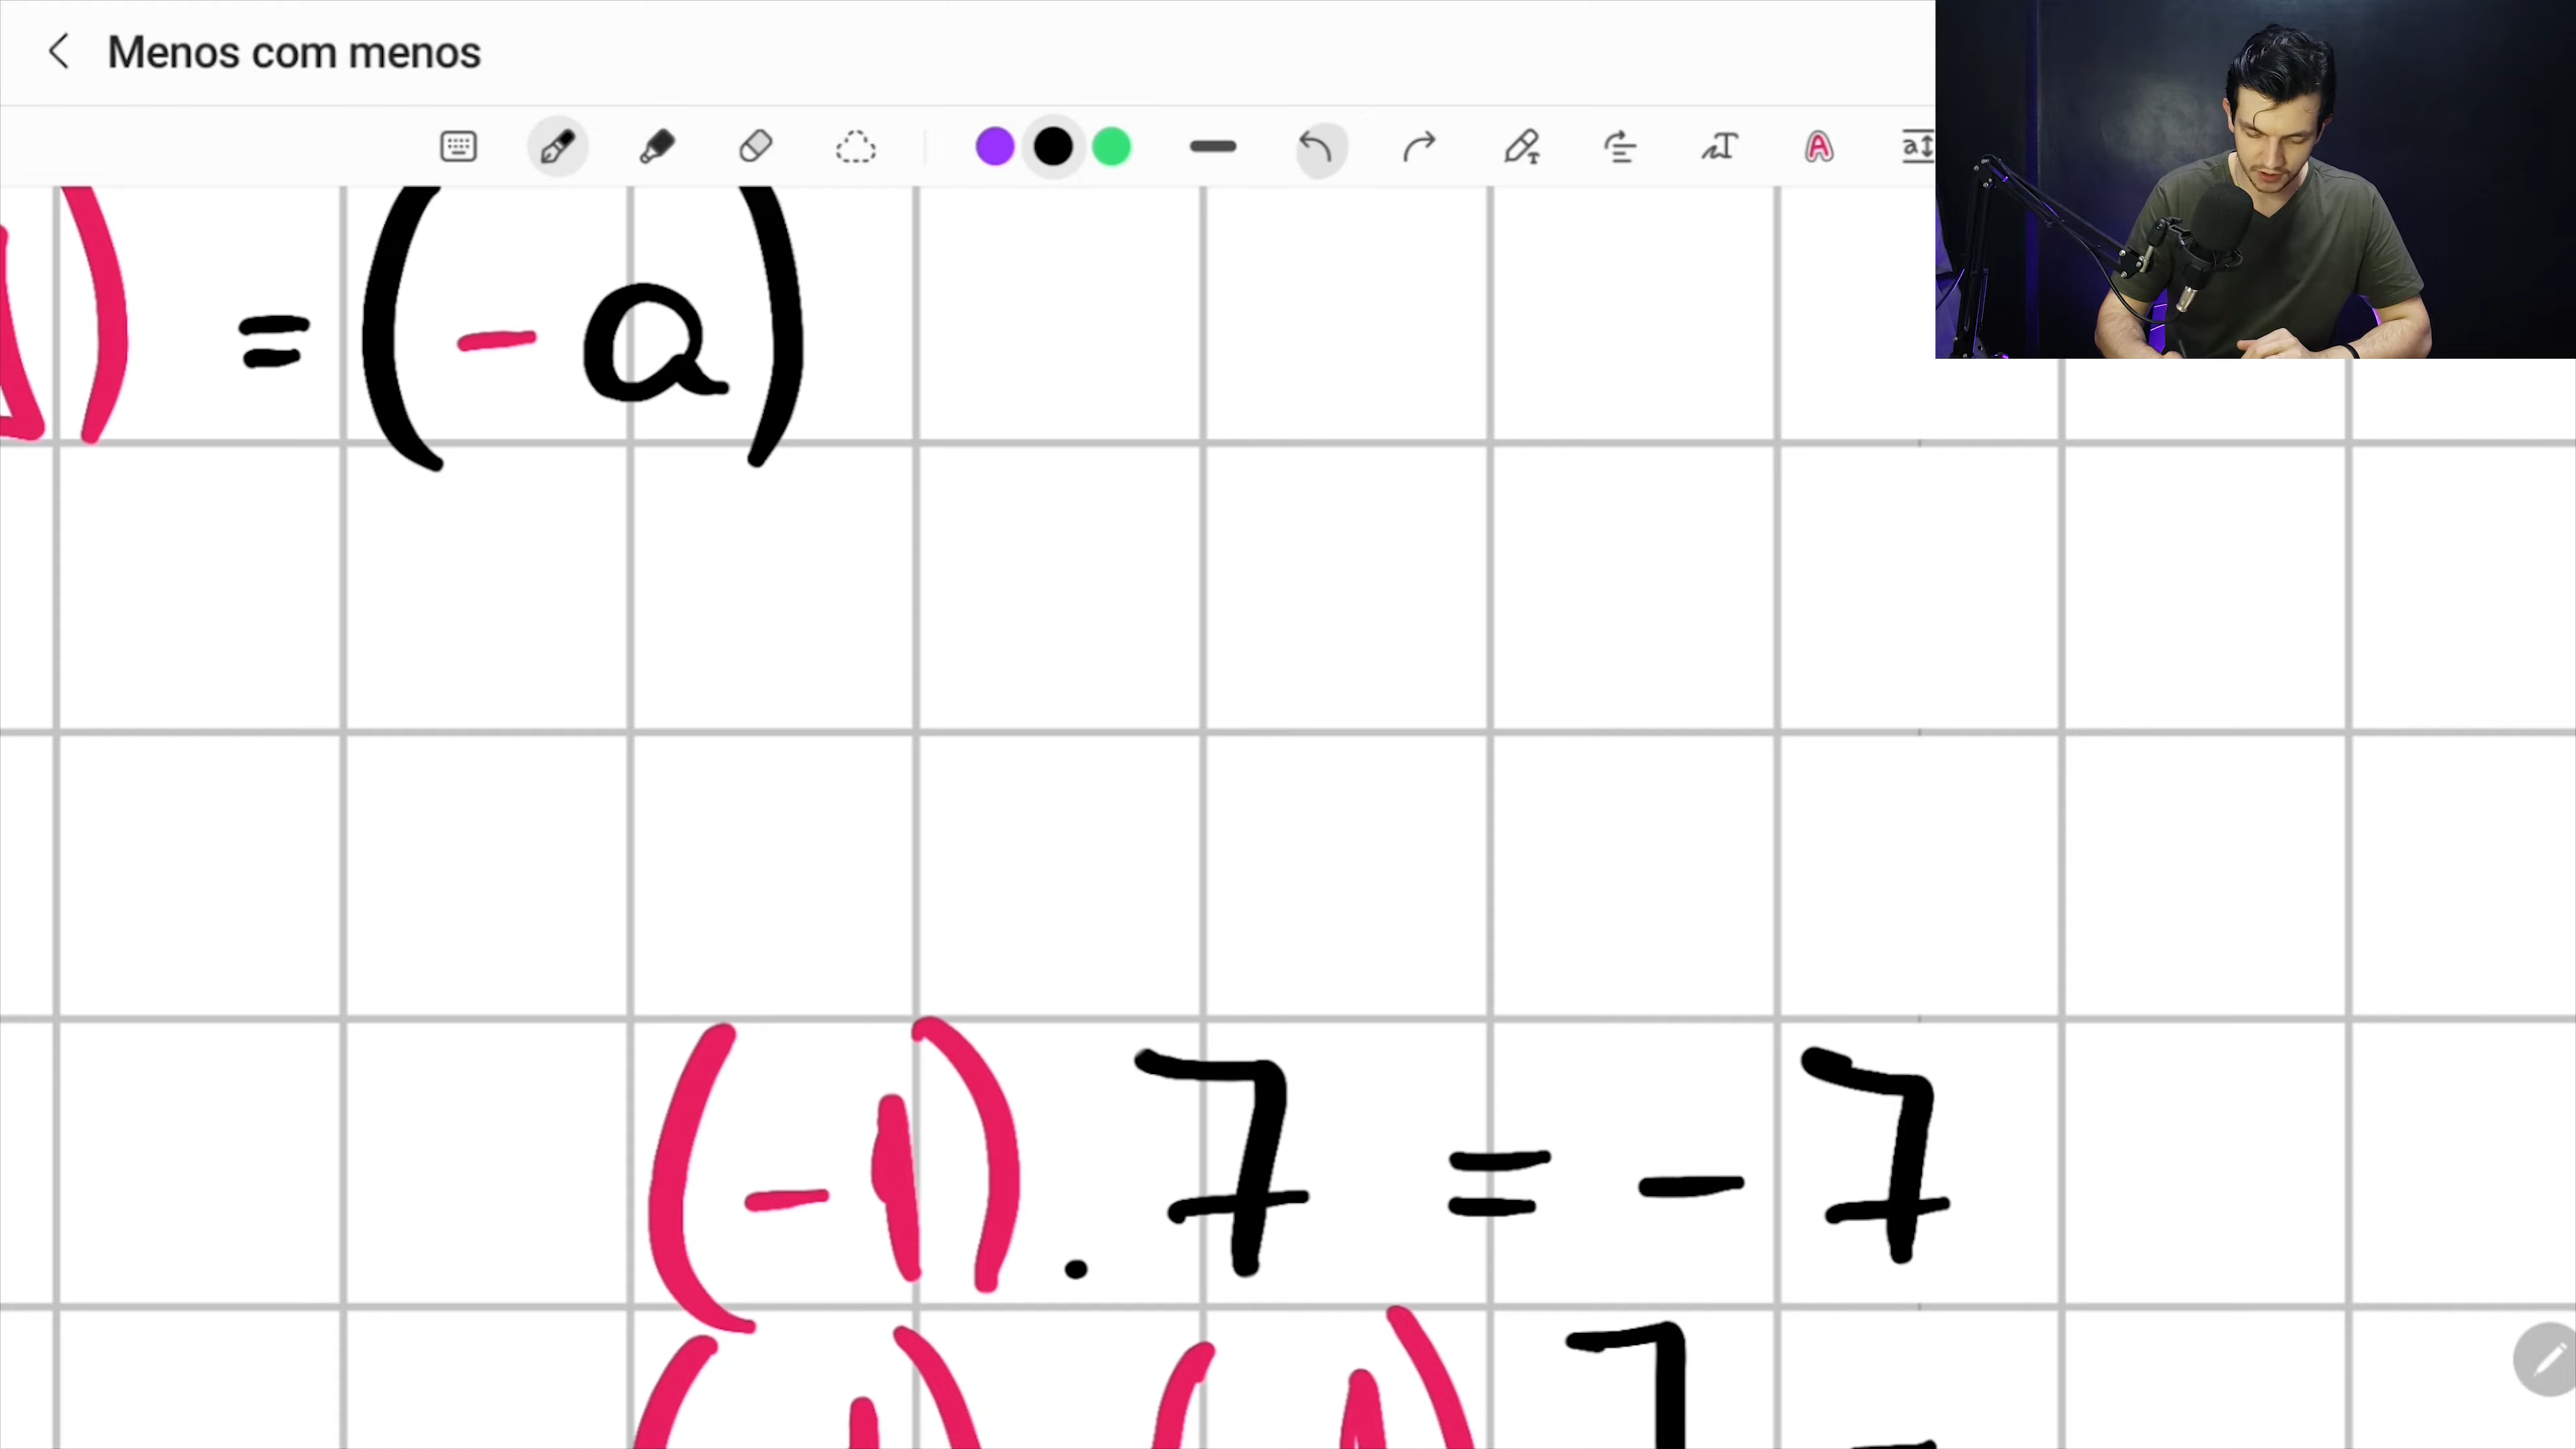 Menos com menos
) = (- a)
(-1) . 7 = - 7